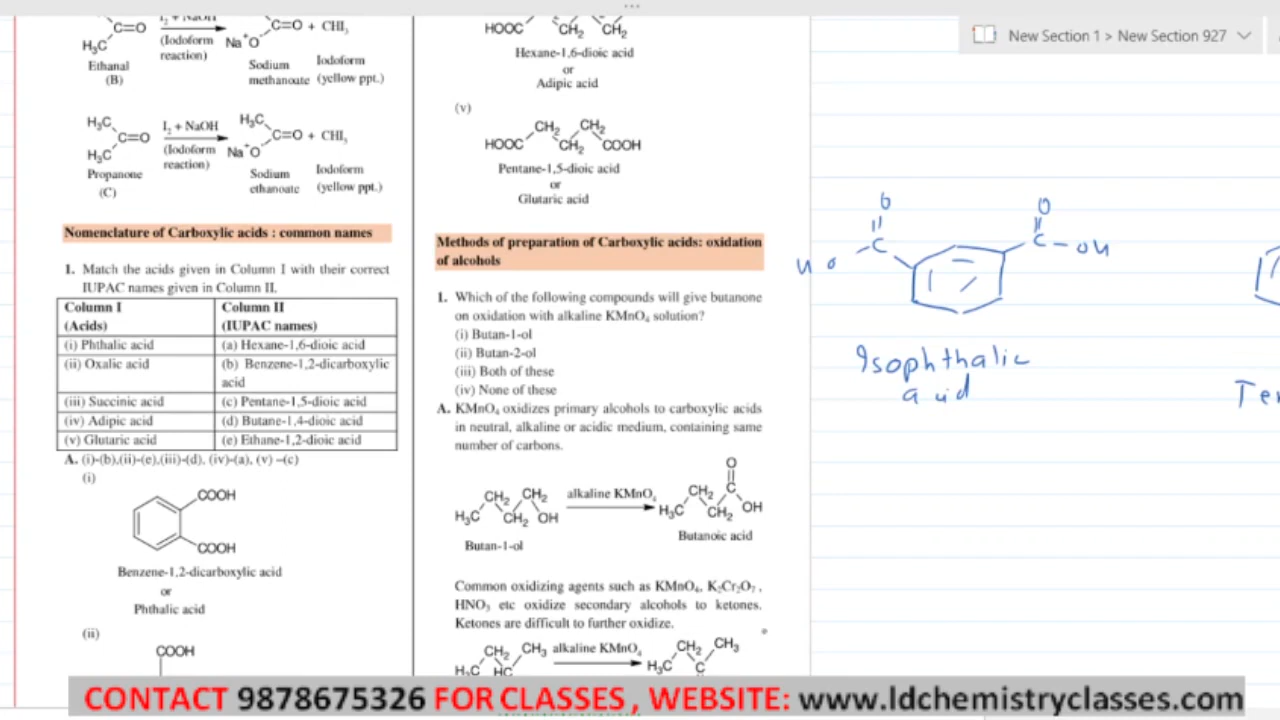 I₂ + NaOH
C=O
H₃C
(Iodoform
reaction)
Na⁺O⁻
C=O + CHI₃
Ethanal
(B)
Sodium
methanoate
Iodoform
(yellow ppt.)
H₃C
C=O
H₃C
I₂ + NaOH
(Iodoform
reaction)
H₃C
C=O + CHI₃
Na⁺O⁻
Propanone
(C)
Sodium
ethanoate
Iodoform
(yellow ppt.)
Nomenclature of Carboxylic acids : common names
1. Match the acids given in Column I with their correct
IUPAC names given in Column II.
Column I
(Acids)
Column II
(IUPAC names)
(i) Phthalic acid
(a) Hexane-1,6-dioic acid
(ii) Oxalic acid
(b) Benzene-1,2-dicarboxylic
acid
(iii) Succinic acid
(c) Pentane-1,5-dioic acid
(iv) Adipic acid
(d) Butane-1,4-dioic acid
(v) Glutaric acid
(e) Ethane-1,2-dioic acid
A. (i)-(b),(ii)-(e),(iii)-(d), (iv)-(a), (v) –(c)
(i)
COOH
COOH
Benzene-1,2-dicarboxylic acid
or
Phthalic acid
(ii)
COOH
HOOC CH₂ CH₂
Hexane-1,6-dioic acid
or
Adipic acid
(v)
CH₂ CH₂
HOOC CH₂ COOH
Pentane-1,5-dioic acid
or
Glutaric acid
Methods of preparation of Carboxylic acids: oxidation
of alcohols
1. Which of the following compounds will give butanone
on oxidation with alkaline KMnO₄ solution?
(i) Butan-1-ol
(ii) Butan-2-ol
(iii) Both of these
(iv) None of these
A. KMnO₄ oxidizes primary alcohols to carboxylic acids
in neutral, alkaline or acidic medium, containing same
number of carbons.
CH₂ CH₂
H₃C CH₂ OH
alkaline KMnO₄
O
CH₂ C
H₃C CH₂ OH
Butan-1-ol
Butanoic acid
Common oxidizing agents such as KMnO₄, K₂Cr₂O₇ ,
HNO₃ etc oxidize secondary alcohols to ketones.
Ketones are difficult to further oxidize.
CH₂ CH₃
H₃C HC
alkaline KMnO₄
CH₂ CH₃
H₃C C
New Section 1 > New Section 927
O
C
HO
O
C - OH
Isophthalic
acid
Ter
CONTACT 9878675326 FOR CLASSES , WEBSITE: www.ldchemistryclasses.com